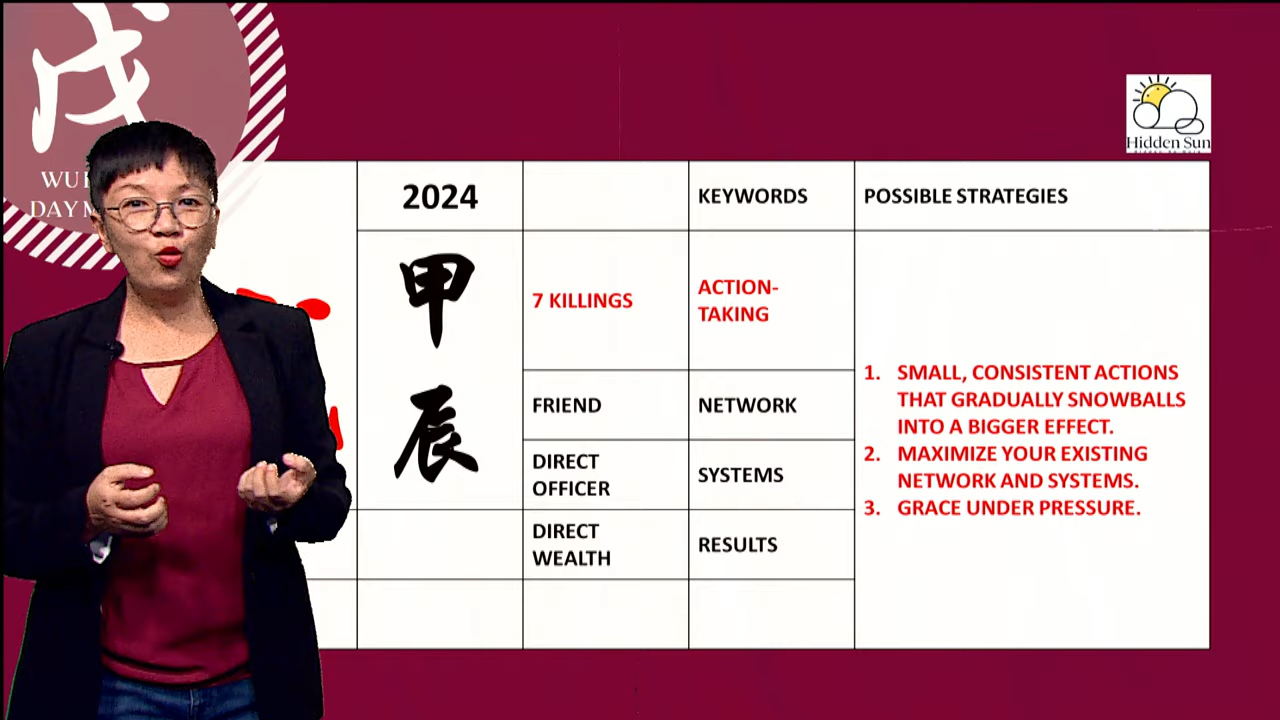 戊
WU
DAY M
Hidden Sun
2024
KEYWORDS
POSSIBLE STRATEGIES
甲
辰
7 KILLINGS
ACTION-
TAKING
FRIEND
NETWORK
DIRECT
OFFICER
SYSTEMS
DIRECT
WEALTH
RESULTS
1. SMALL, CONSISTENT ACTIONS
THAT GRADUALLY SNOWBALLS
INTO A BIGGER EFFECT.
2. MAXIMIZE YOUR EXISTING
NETWORK AND SYSTEMS.
3. GRACE UNDER PRESSURE.